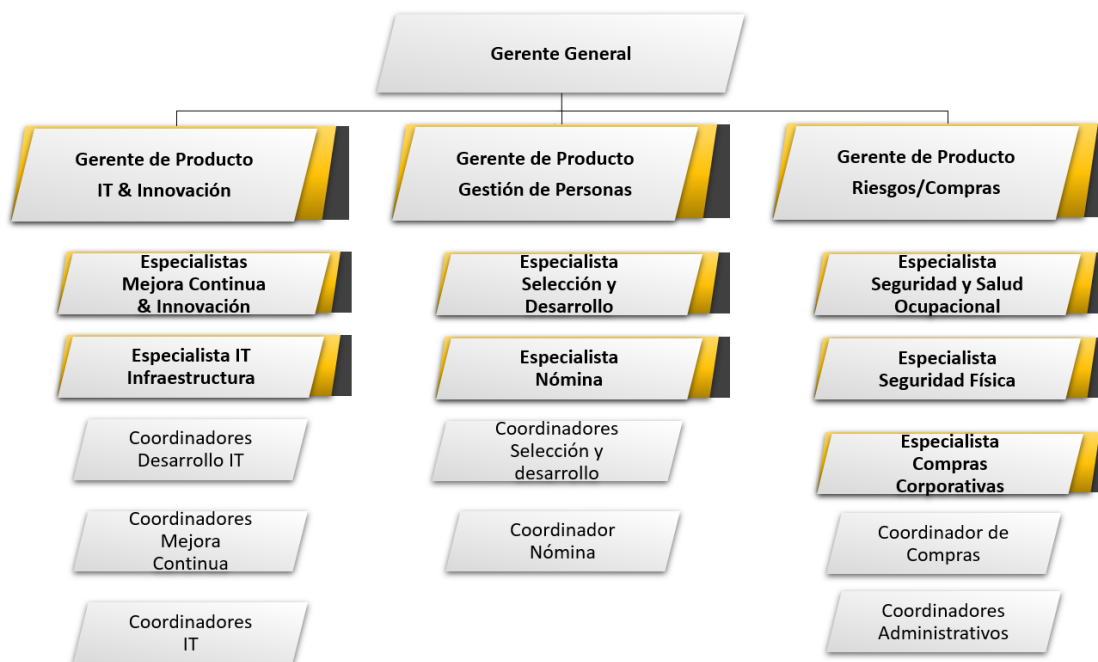 Gerente General
Gerente de Producto
IT & Innovación
Gerente de Producto
Gestión de Personas
Gerente de Producto
Riesgos/Compras
Especialistas
Mejora Continua
& Innovación
Especialista
Selección y
Desarrollo
Especialista
Seguridad y Salud
Ocupacional
Especialista IT
Infraestructura
Especialista
Nómina
Especialista
Seguridad Física
Coordinadores
Desarrollo IT
Coordinadores
Selección y
desarrollo
Especialista
Compras
Corporativas
Coordinadores
Mejora
Continua
Coordinador
Nómina
Coordinador de
Compras
Coordinadores
IT
Coordinadores
Administrativos